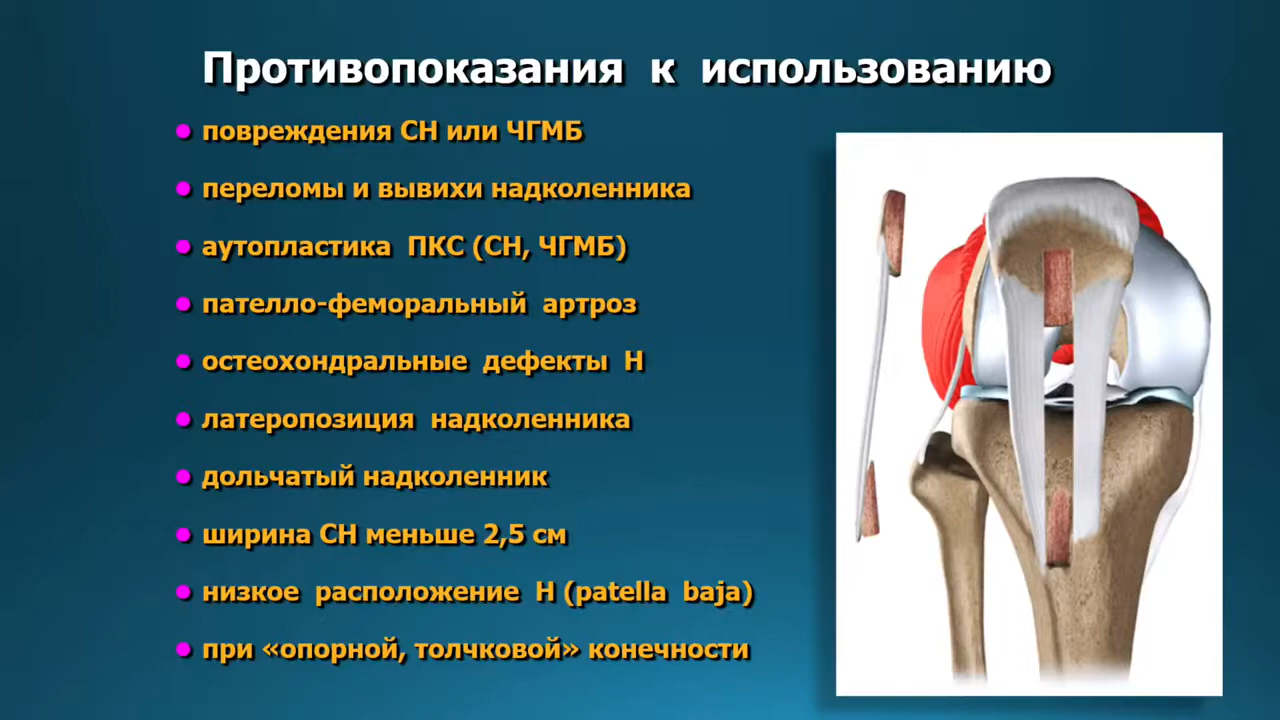 Противопоказания к использованию
повреждения СН или ЧГМБ
переломы и вывихи надколенника
аутопластика ПКС (СН, ЧГМБ)
пателло-феморальный артроз
остеохондральные дефекты Н
латеропозиция надколенника
дольчатый надколенник
ширина СН меньше 2,5 см
низкое расположение Н (patella baja)
при «опорной, толчковой» конечности